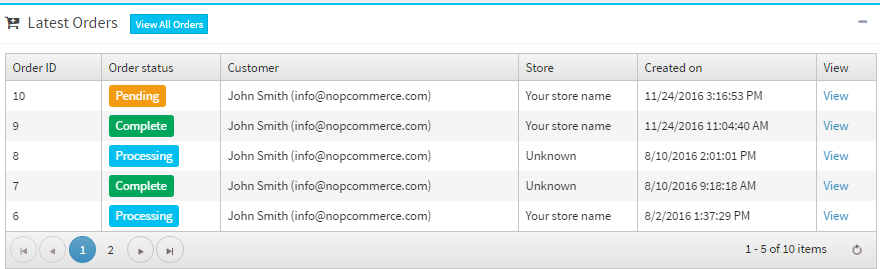 Latest Orders View All Orders
Order ID Order status Customer Store Created on View
10 Pending John Smith (info@nopcommerce.com) Your store name 11/24/2016 3:16:53 PM View
9 Complete John Smith (info@nopcommerce.com) Your store name 11/24/2016 11:04:40 AM View
8 Processing John Smith (info@nopcommerce.com) Unknown 8/10/2016 2:01:01 PM View
7 Complete John Smith (info@nopcommerce.com) Unknown 8/10/2016 9:18:18 AM View
6 Processing John Smith (info@nopcommerce.com) Your store name 8/2/2016 1:37:29 PM View
1 2 1 - 5 of 10 items